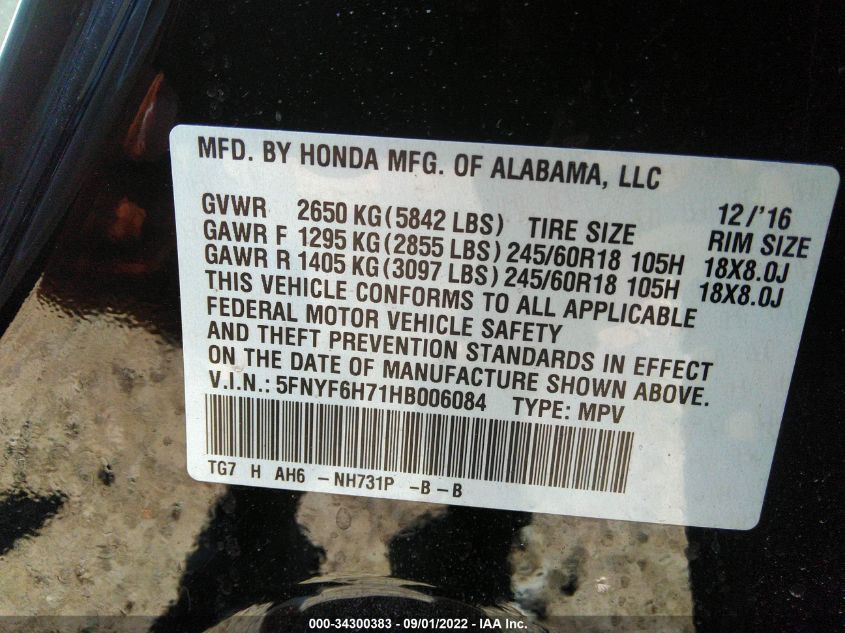 MFD. BY HONDA MFG. OF ALABAMA, LLC
GVWR 2650 KG (5842 LBS) TIRE SIZE 12/'16
RIM SIZE
GAWR F 1295 KG (2855 LBS) 245/60R18 105H 18X8.0J
GAWR R 1405 KG (3097 LBS) 245/60R18 105H 18X8.0J
THIS VEHICLE CONFORMS TO ALL APPLICABLE
FEDERAL MOTOR VEHICLE SAFETY
AND THEFT PREVENTION STANDARDS IN EFFECT
ON THE DATE OF MANUFACTURE SHOWN ABOVE.
V.I.N.: 5FNYF6H71HB006084 TYPE: MPV
TG7 H AH6 - NH731P - B - B
000-34300383 - 09/01/2022 - IAA Inc.